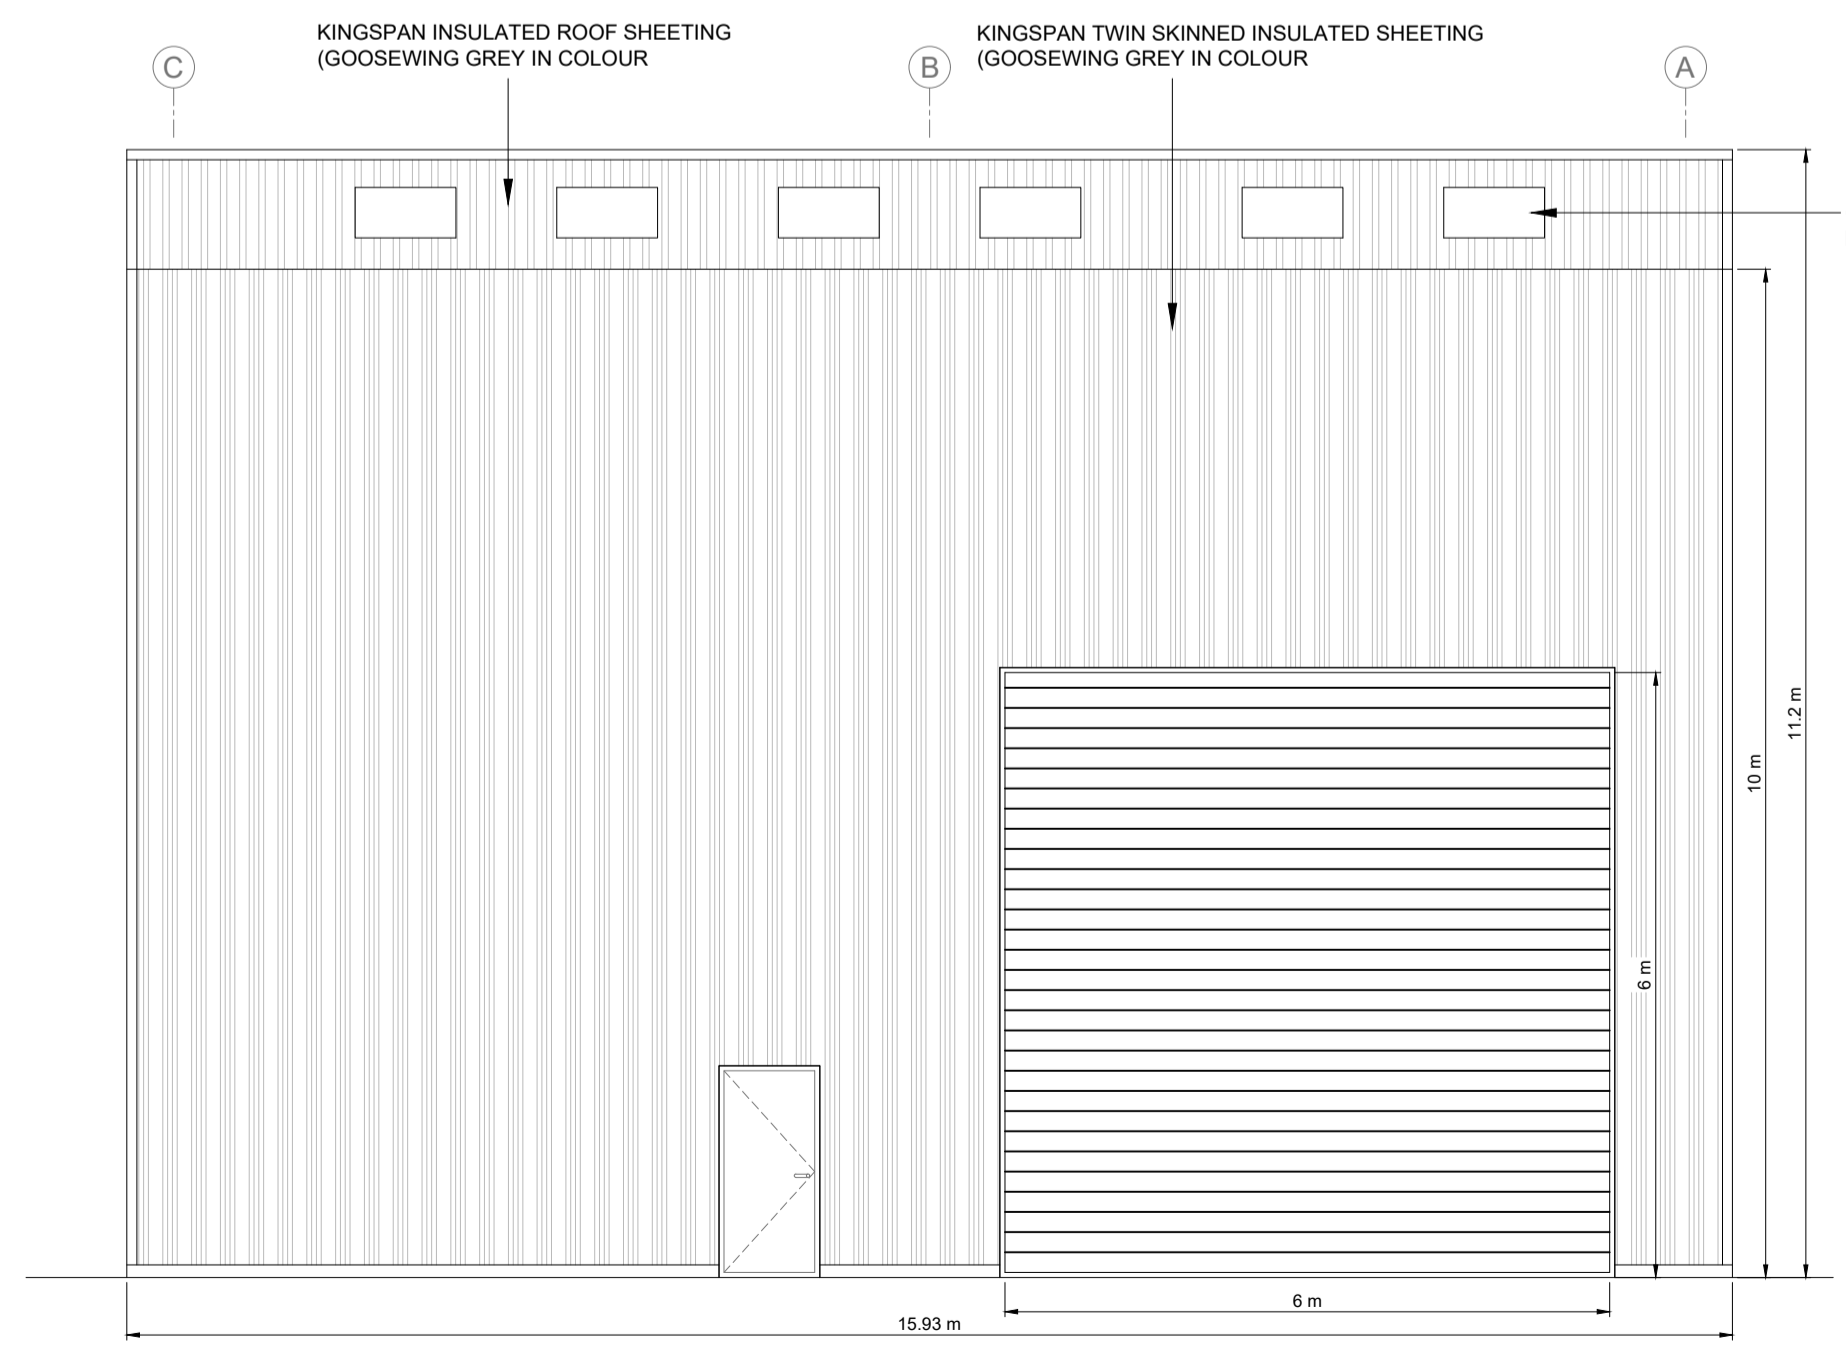 KINGSPAN INSULATED ROOF SHEETING
(GOOSEWING GREY IN COLOUR
KINGSPAN TWIN SKINNED INSULATED SHEETING
(GOOSEWING GREY IN COLOUR
C
B
A
11.2 m
10 m
6 m
6 m
15.93 m